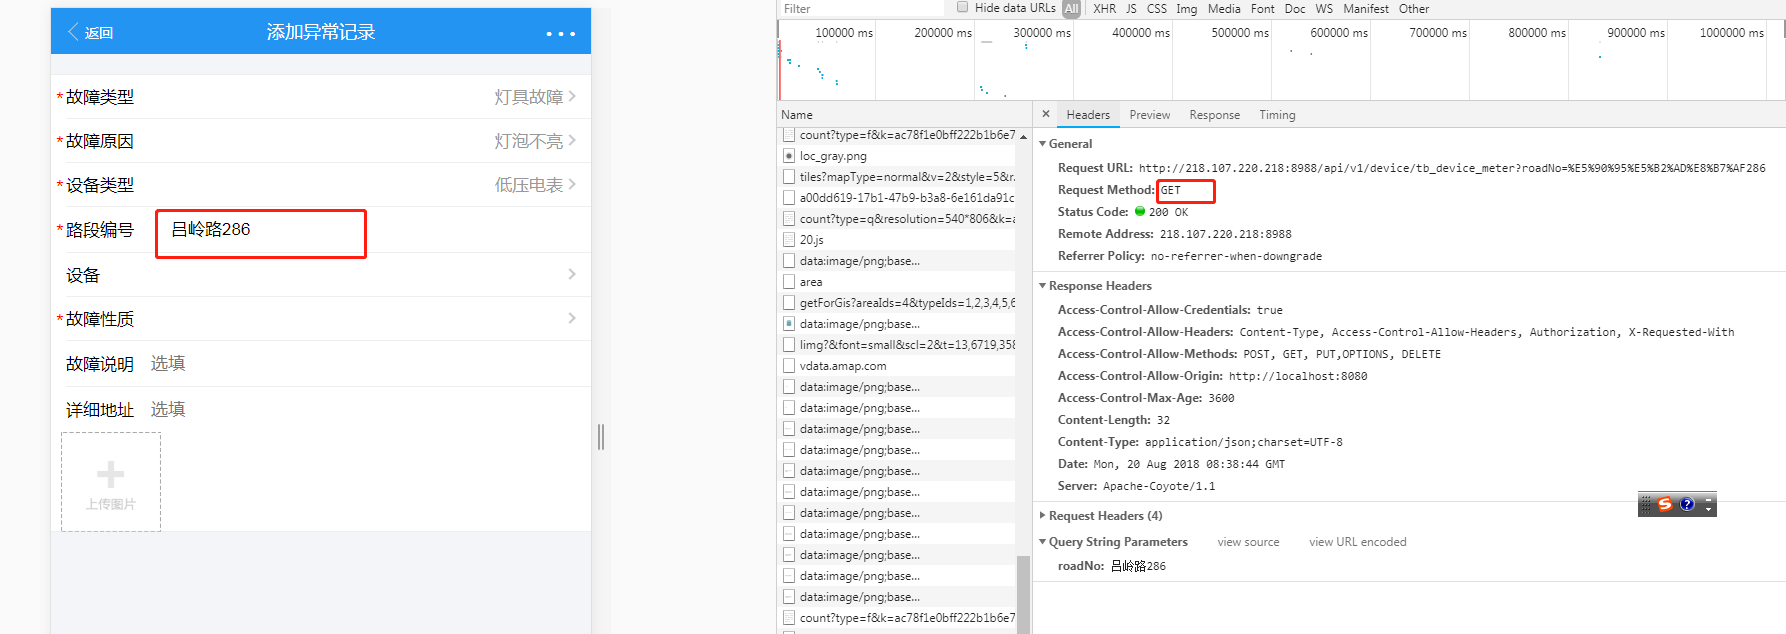 返回
添加异常记录
*故障类型
灯具故障
*故障原因
灯泡不亮
*设备类型
低压电表
*路段编号
吕岭路286
设备
*故障性质
故障说明 选填
详细地址 选填
上传图片
Filter
Hide data URLs
All XHR JS CSS Img Media Font Doc WS Manifest Other
100000 ms 200000 ms 300000 ms 400000 ms 500000 ms 600000 ms 700000 ms 800000 ms 900000 ms 1000000 ms
Name
count?type=f&k=ac78f1e0bff222b1b6e7
loc_gray.png
tiles?mapType=normal&v=2&style=5&r
a00dd619-17b1-47b9-b3a8-6e161da91c
count?type=q&resolution=540*806&k=a
20.js
data:image/png;base...
area
getForGis?areaIds=4&typeIds=1,2,3,4,5,6
data:image/png;base...
limg?&font=small&scl=2&t=13,6719,358
vdata.amap.com
data:image/png;base...
data:image/png;base...
data:image/png;base...
data:image/png;base...
data:image/png;base...
data:image/png;base...
data:image/png;base...
data:image/png;base...
data:image/png;base...
data:image/png;base...
data:image/png;base...
count?type=f&k=ac78f1e0bff222b1b6e7
× Headers Preview Response Timing
General
Request URL: http://218.107.220.218:8988/api/v1/device/tb_device_meter?roadNo=%E5%90%95%E5%B2%AD%E8%B7%AF286
Request Method: GET
Status Code: 200 OK
Remote Address: 218.107.220.218:8988
Referrer Policy: no-referrer-when-downgrade
Response Headers
Access-Control-Allow-Credentials: true
Access-Control-Allow-Headers: Content-Type, Access-Control-Allow-Headers, Authorization, X-Requested-With
Access-Control-Allow-Methods: POST, GET, PUT,OPTIONS, DELETE
Access-Control-Allow-Origin: http://localhost:8080
Access-Control-Max-Age: 3600
Content-Length: 32
Content-Type: application/json;charset=UTF-8
Date: Mon, 20 Aug 2018 08:38:44 GMT
Server: Apache-Coyote/1.1
Request Headers (4)
Query String Parameters view source view URL encoded
roadNo: 吕岭路286